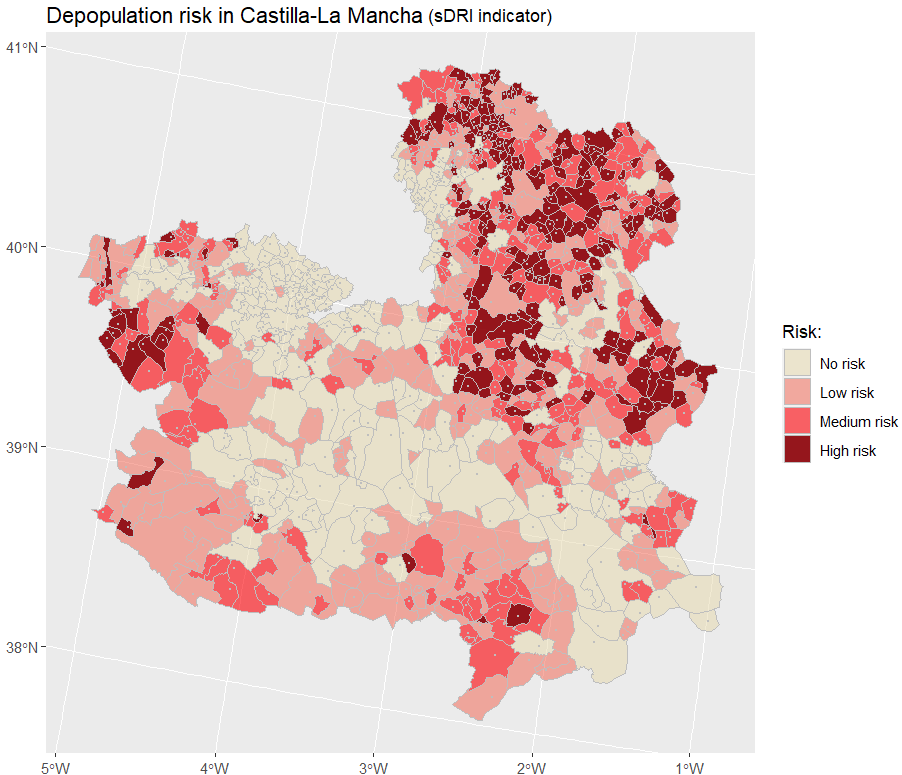 Depopulation risk in Castilla-La Mancha (sDRI indicator)
41°N
40°N
39°N
38°N
5°W
4°W
3°W
2°W
1°W
Risk:
No risk
Low risk
Medium risk
High risk